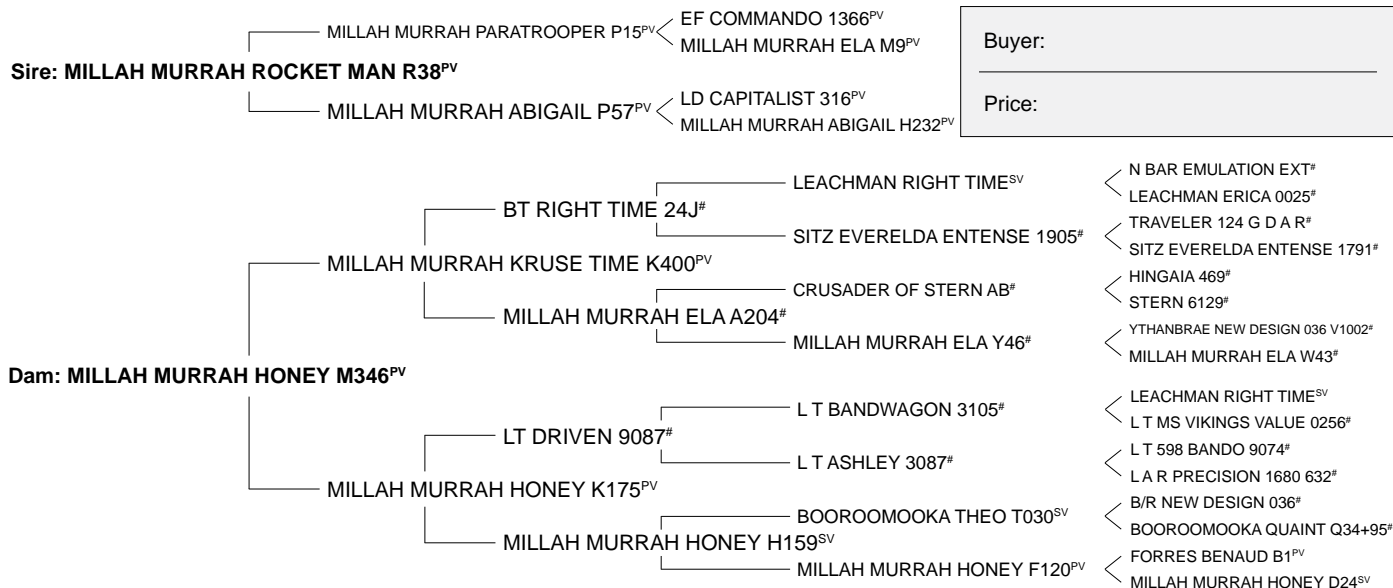 MILLAH MURRAH PARATROOPER P15PV
EF COMMANDO 1366PV
MILLAH MURRAH ELA M9PV
Sire: MILLAH MURRAH ROCKET MAN R38PV
MILLAH MURRAH ABIGAIL P57PV
LD CAPITALIST 316PV
MILLAH MURRAH ABIGAIL H232PV
Buyer:
Price:
N BAR EMULATION EXT#
LEACHMAN RIGHT TIMESV
LEACHMAN ERICA 0025#
BT RIGHT TIME 24J#
TRAVELER 124 G D A R#
SITZ EVERELDA ENTENSE 1905#
SITZ EVERELDA ENTENSE 1791#
MILLAH MURRAH KRUSE TIME K400PV
HINGAIA 469#
CRUSADER OF STERN AB#
STERN 6129#
MILLAH MURRAH ELA A204#
YTHANBRAE NEW DESIGN 036 V1002#
MILLAH MURRAH ELA Y46#
MILLAH MURRAH ELA W43#
Dam: MILLAH MURRAH HONEY M346PV
LEACHMAN RIGHT TIMESV
L T BANDWAGON 3105#
L T MS VIKINGS VALUE 0256#
LT DRIVEN 9087#
L T 598 BANDO 9074#
L T ASHLEY 3087#
L A R PRECISION 1680 632#
MILLAH MURRAH HONEY K175PV
B/R NEW DESIGN 036#
BOOROOMOOKA THEO T030SV
BOOROOMOOKA QUAINT Q34+95#
MILLAH MURRAH HONEY H159SV
FORRES BENAUD B1PV
MILLAH MURRAH HONEY F120PV
MILLAH MURRAH HONEY D24SV